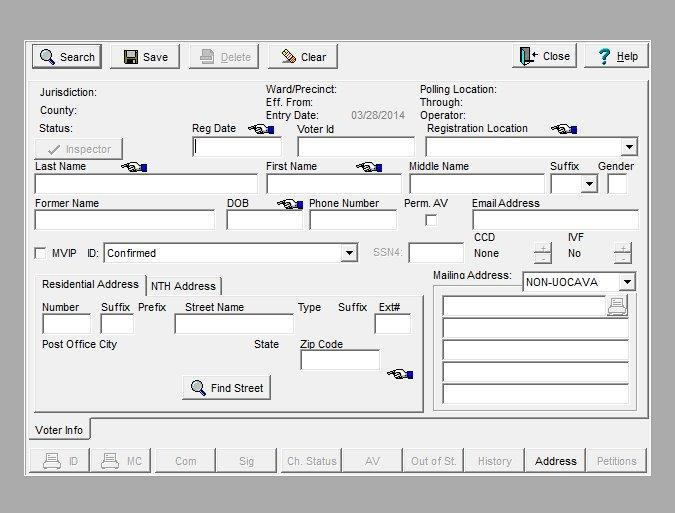 Search Save Delete Clear Close Help
Jurisdiction: Ward/Precinct: Polling Location:
Eff. From: Through:
County: Entry Date: 03/28/2014 Operator:
Status: Reg Date Voter Id Registration Location
Inspector
Last Name First Name Middle Name Suffix Gender
Former Name DOB Phone Number Perm. AV Email Address
MVIP ID: Confirmed SSN4: CCD IVF
None No
Residential Address NTH Address Mailing Address: NON-UOCAVA
Number Suffix Prefix Street Name Type Suffix Ext#
Post Office City State Zip Code
Find Street
Voter Info
ID MC Com Sig Ch. Status AV Out of St. History Address Petitions